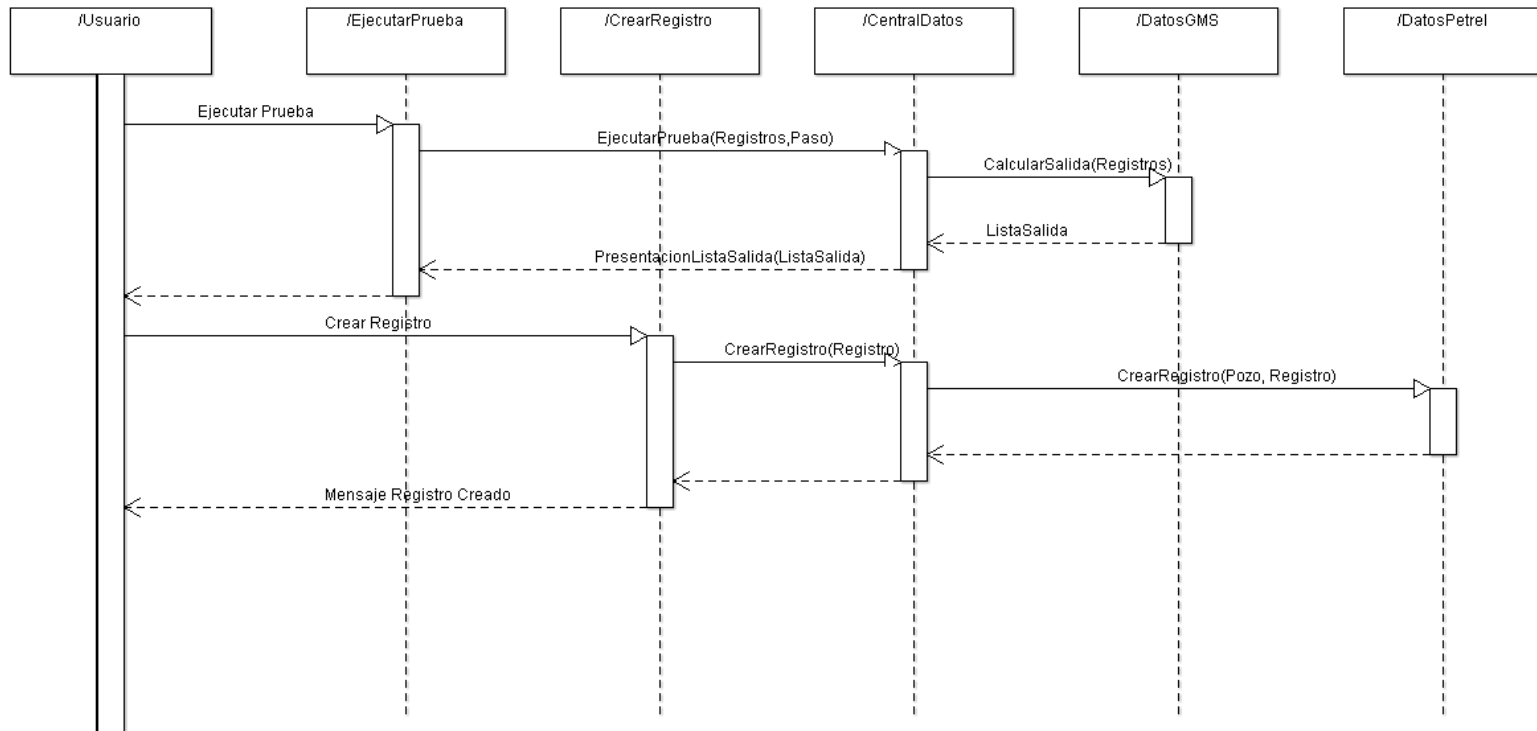 /Usuario
/EjecutarPrueba
/CrearRegistro
/CentralDatos
/DatosGMS
/DatosPetrel
Ejecutar Prueba
EjecutarPrueba(Registros,Paso)
CalcularSalida(Registros)
ListaSalida
PresentacionListaSalida(ListaSalida)
Crear Registro
CrearRegistro(Registro)
CrearRegistro(Pozo, Registro)
Mensaje Registro Creado